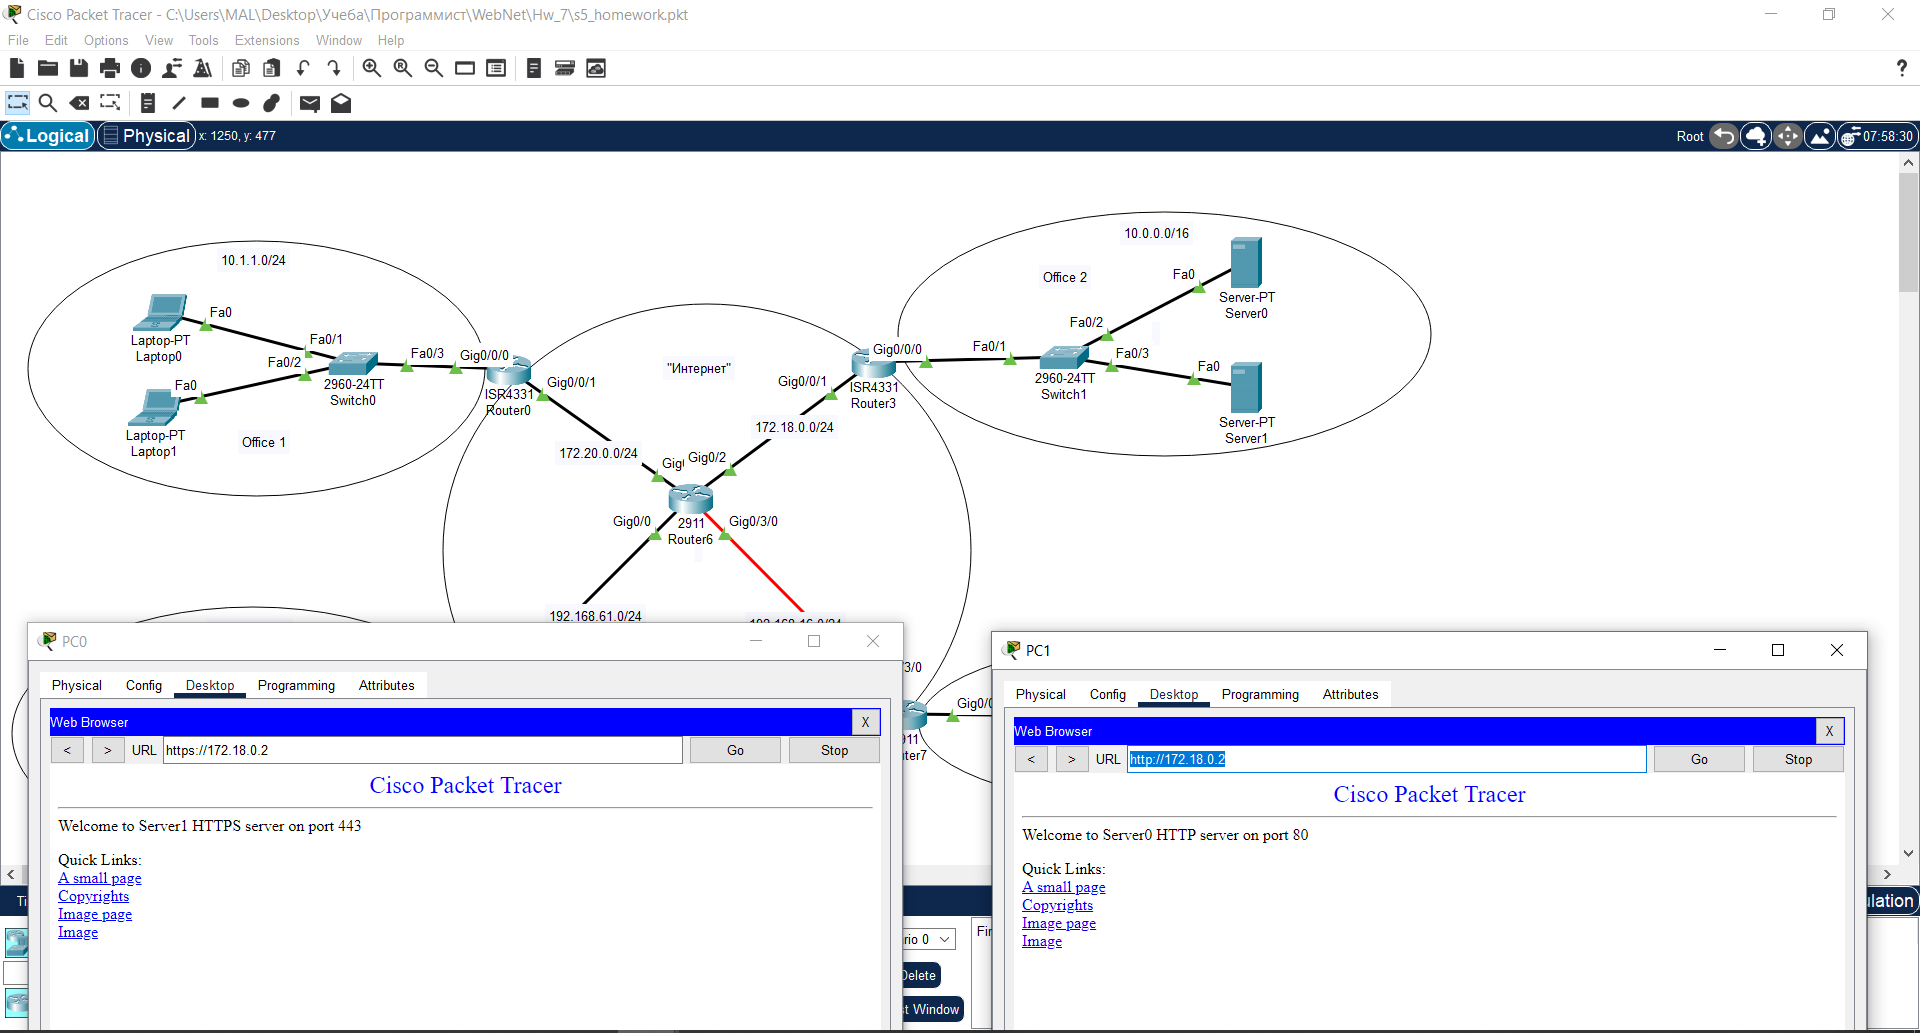 Cisco Packet Tracer - C:\Users\MAL\Desktop\Учеба\Программист\WebNet\Hw_7\s5_homework.pkt
File Edit Options View Tools Extensions Window Help
Logical Physical x: 1250, y: 477
Root 07:58:30
10.1.1.0/24
Fa0
Laptop-PT
Laptop0
Fa0/1
Fa0/2
Fa0
Laptop-PT
Laptop1
2960-24TT
Switch0
Fa0/3
Office 1
Gig0/0/0
ISR4331
Router0
Gig0/0/1
"Интернет"
172.20.0.0/24
172.18.0.0/24
Gig0/2
Gig0/0
2911
Router6
Gig0/3/0
192.168.61.0/24
192.168.16.0/24
Gig0/0/0
Gig0/0/1
ISR4331
Router3
10.0.0.0/16
Office 2
Fa0/1
Fa0/2
Fa0/3
2960-24TT
Switch1
Fa0
Server-PT
Server0
Fa0
Server-PT
Server1
3/0
911
ter7
PC0
Physical Config Desktop Programming Attributes
Web Browser X
< > URL https://172.18.0.2 Go Stop
Cisco Packet Tracer
Welcome to Server1 HTTPS server on port 443
Quick Links:
A small page
Copyrights
Image page
Image
PC1
Physical Config Desktop Programming Attributes
Web Browser X
< > URL http://172.18.0.2 Go Stop
Cisco Packet Tracer
Welcome to Server0 HTTP server on port 80
Quick Links:
A small page
Copyrights
Image page
Image
rio 0
Delete
t Window
Fir
lation